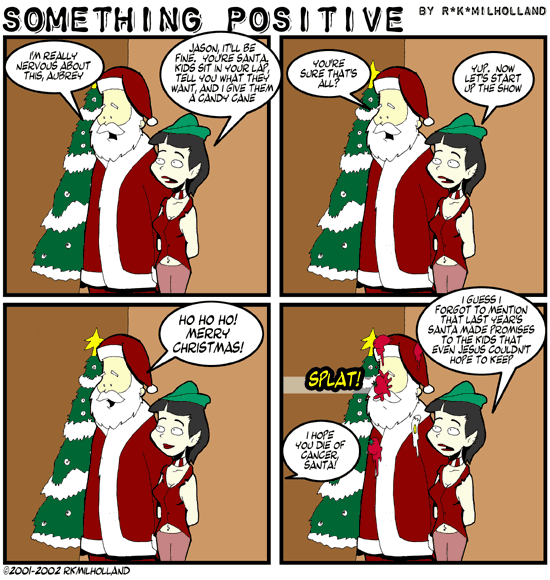 SOMETHING POSITIVE
BY R*K*MILHOLLAND
I'M REALLY
NERVOUS ABOUT
THIS, AUBREY
JASON, IT'LL BE
FINE. YOU'RE SANTA.
KIDS SIT IN YOUR LAP,
TELL YOU WHAT THEY
WANT, AND I GIVE THEM
A CANDY CANE
YOU'RE
SURE THAT'S
ALL?
YUP. NOW
LET'S START
UP THE SHOW
HO HO HO!
MERRY
CHRISTMAS!
I GUESS I
FORGOT TO MENTION
THAT LAST YEAR'S
SANTA MADE PROMISES
TO THE KIDS THAT
EVEN JESUS COULDN'T
HOPE TO KEEP
SPLAT!
I HOPE
YOU DIE OF
CANCER,
SANTA!
©2001-2002 RKMILHOLLAND